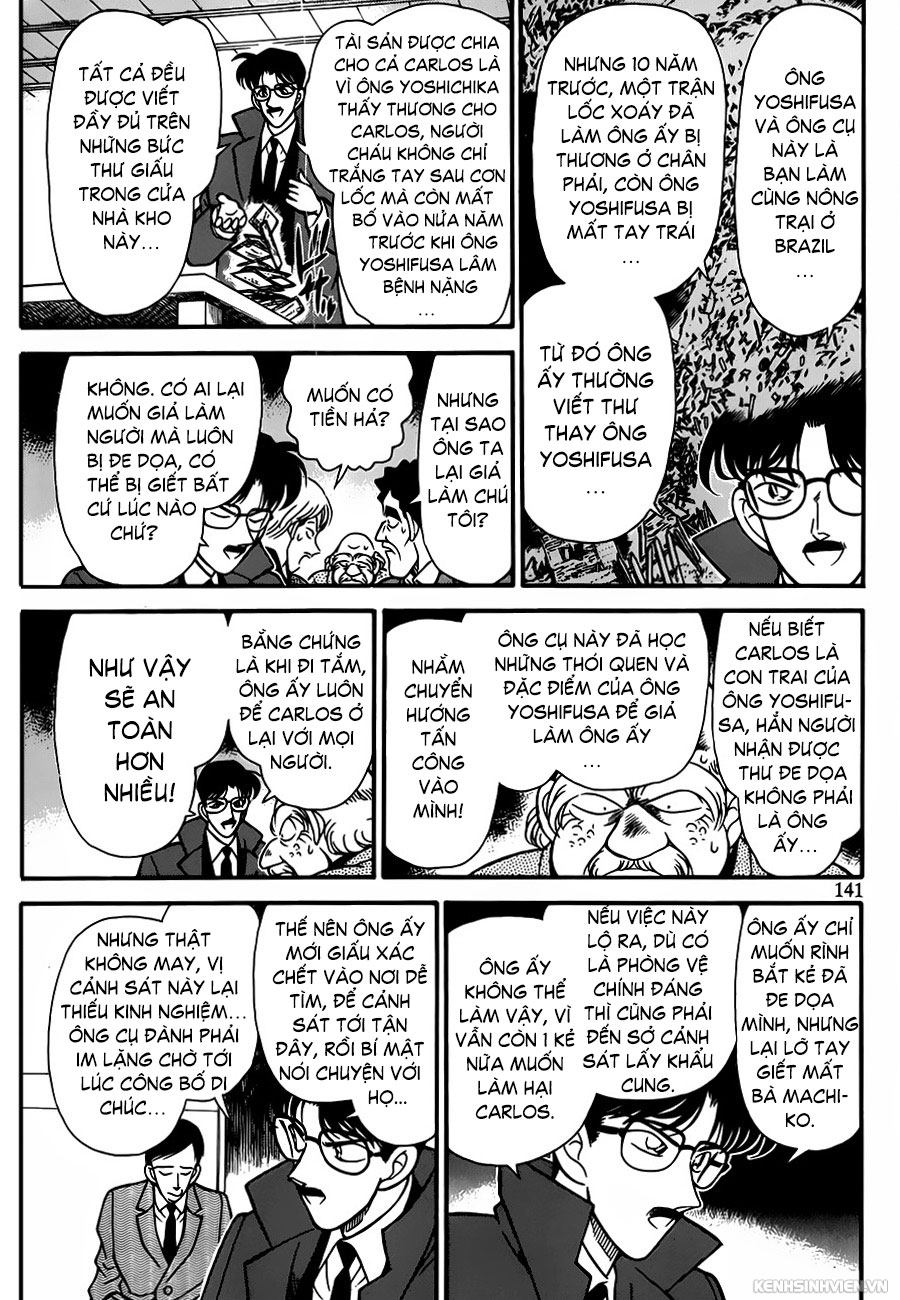 ÔNG
YOSHIFUSA
VÀ ÔNG CỤ
NÀY LÀ
BẠN LÀM
CÙNG NÔNG
TRẠI Ở
BRAZIL
...
NHƯNG 10 NĂM
TRƯỚC, MỘT TRẬN
LỐC XOÁY ĐÃ
LÀM ÔNG ẤY BỊ
THƯƠNG Ở CHÂN
PHẢI, CÒN ÔNG
YOSHIFUSA BỊ
MẤT TAY TRÁI
...
TỪ ĐÓ ÔNG
ẤY THƯỜNG
VIẾT THƯ
THAY ÔNG
YOSHIFUSA
...
TÀI SẢN ĐƯỢC CHIA
CHO CẢ CARLOS LÀ
VÌ ÔNG YOSHICHIKA
THẤY THƯƠNG CHO
CARLOS, NGƯỜI
CHÁU KHÔNG CHỈ
TRẮNG TAY SAU CƠN
LỐC MÀ CÒN MẤT
BỐ VÀO NỬA NĂM
TRƯỚC KHI ÔNG
YOSHIFUSA LÂM
BỆNH NẶNG
...
TẤT CẢ ĐỀU
ĐƯỢC VIẾT
ĐẦY ĐỦ TRÊN
NHỮNG BỨC
THƯ GIẤU
TRONG CỬA
NHÀ KHO
NÀY...
NHƯNG
TẠI SAO
ÔNG TA
LẠI GIẢ
LÀM CHÚ
TÔI?
MUỐN CÓ
TIỀN HẢ?
KHÔNG. CÓ AI LẠI
MUỐN GIẢ LÀM
NGƯỜI MÀ LUÔN
BỊ ĐE DỌA, CÓ
THỂ BỊ GIẾT BẤT
CỨ LÚC NÀO
CHỨ?
NẾU BIẾT
CARLOS LÀ
CON TRAI CỦA
ÔNG YOSHIFU-
SA, HẲN NGƯỜI
NHẬN ĐƯỢC
THƯ ĐE DỌA
KHÔNG PHẢI
LÀ ÔNG
ẤY...
ÔNG CỤ NÀY ĐÃ HỌC
NHỮNG THÓI QUEN VÀ
ĐẶC ĐIỂM CỦA ÔNG
YOSHIFUSA ĐỂ GIẢ
LÀM ÔNG ẤY
...
NHẰM
CHUYỂN
HƯỚNG
TẤN
CÔNG
VÀO
MÌNH!
BẰNG CHỨNG
LÀ KHI ĐI TẮM,
ÔNG ẤY LUÔN
ĐỂ CARLOS Ở
LẠI VỚI MỌI
NGƯỜI.
NHƯ VẬY
SẼ AN
TOÀN
HƠN
NHIỀU!
141
ÔNG ẤY CHỈ
MUỐN RÌNH
BẮT KẺ ĐÃ
ĐE DỌA
MÌNH, NHƯNG
LẠI LỠ TAY
GIẾT MẤT
BÀ MACHI-
KO.
NẾU VIỆC NÀY
LỘ RA, DÙ CÓ
LÀ PHÒNG VỆ
CHÍNH ĐÁNG
THÌ CŨNG PHẢI
ĐẾN SỞ CẢNH
SÁT LẤY KHẨU
CUNG.
ÔNG ẤY
KHÔNG THỂ
LÀM VẬY, VÌ
VẪN CÒN 1 KẺ
NỮA MUỐN
LÀM HẠI
CARLOS.
THẾ NÊN ÔNG ẤY
MỚI GIẤU XÁC
CHẾT VÀO NƠI DỄ
TÌM, ĐỂ CẢNH
SÁT TỚI TẬN
ĐÂY, RỒI BÍ MẬT
NÓI CHUYỆN VỚI
HỌ...
NHƯNG THẬT
KHÔNG MAY, VỊ
CẢNH SÁT NÀY LẠI
THIẾU KINH NGHIỆM...
ÔNG CỤ ĐÀNH PHẢI
IM LẶNG CHỜ TỚI
LÚC CÔNG BỐ DI
CHÚC...
KENHSINHVIEN.VN